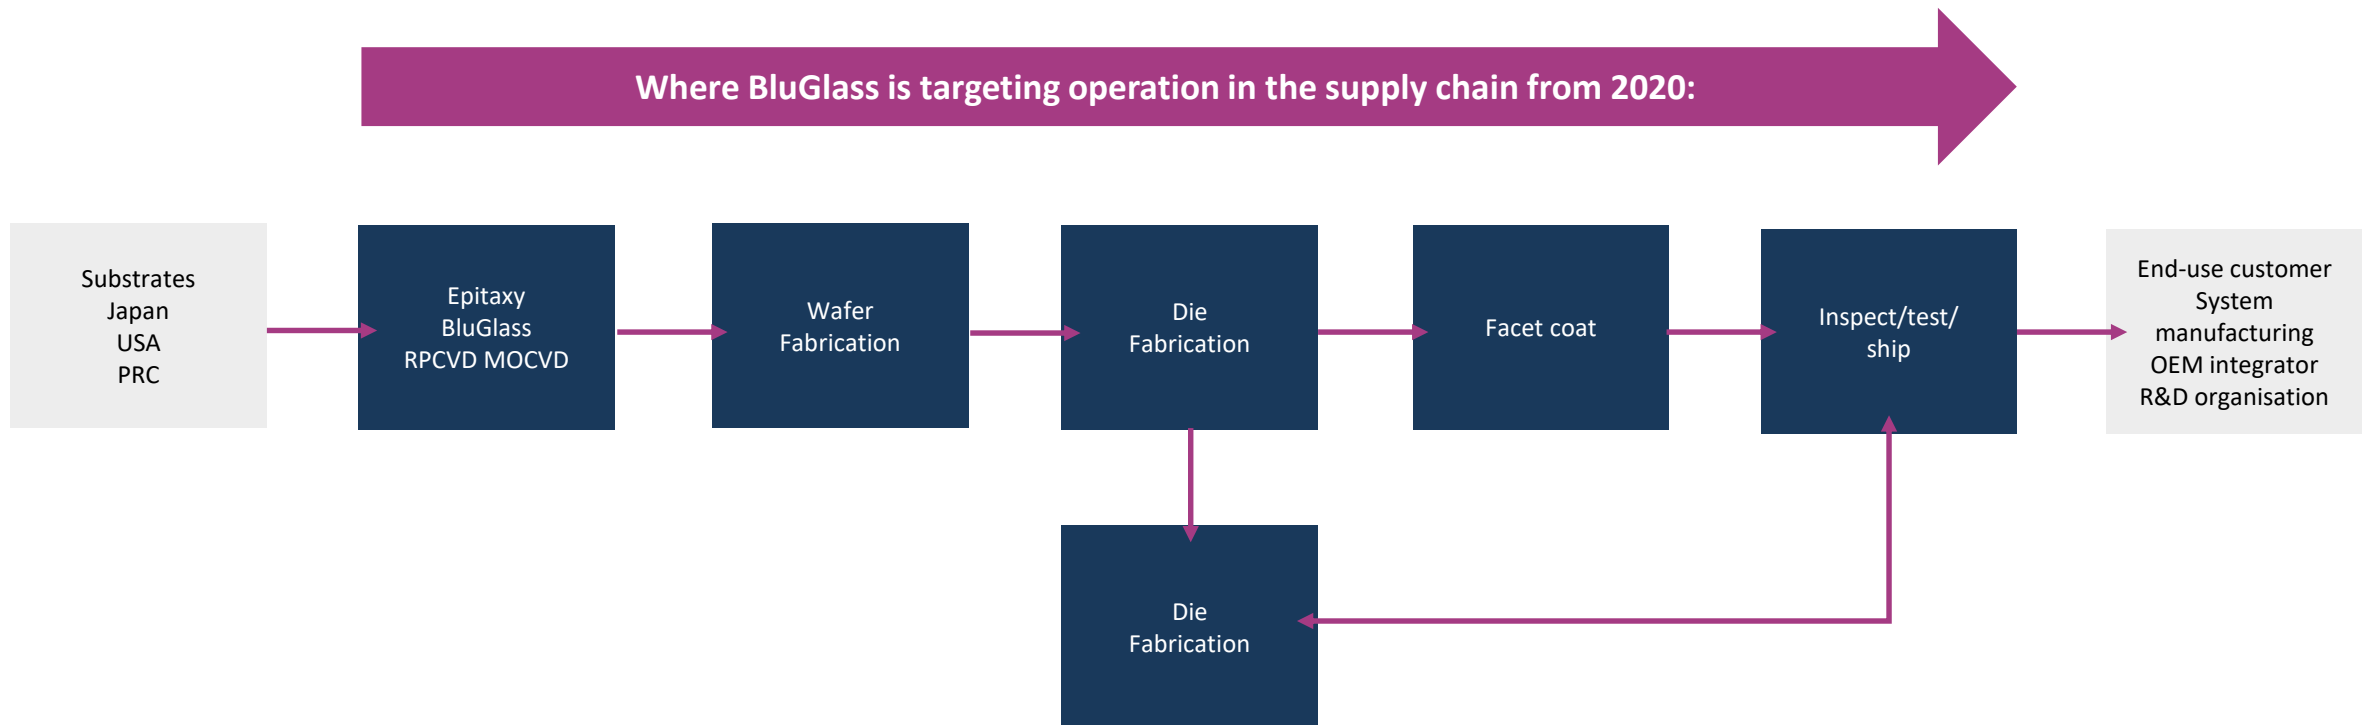 Where BluGlass is targeting operation in the supply chain from 2020:
Substrates
Japan
USA
PRC
Epitaxy
BluGlass
RPCVD MOCVD
Wafer
Fabrication
Die
Fabrication
Facet coat
Inspect/test/
ship
End-use customer
System
manufacturing
OEM integrator
R&D organisation
Die
Fabrication